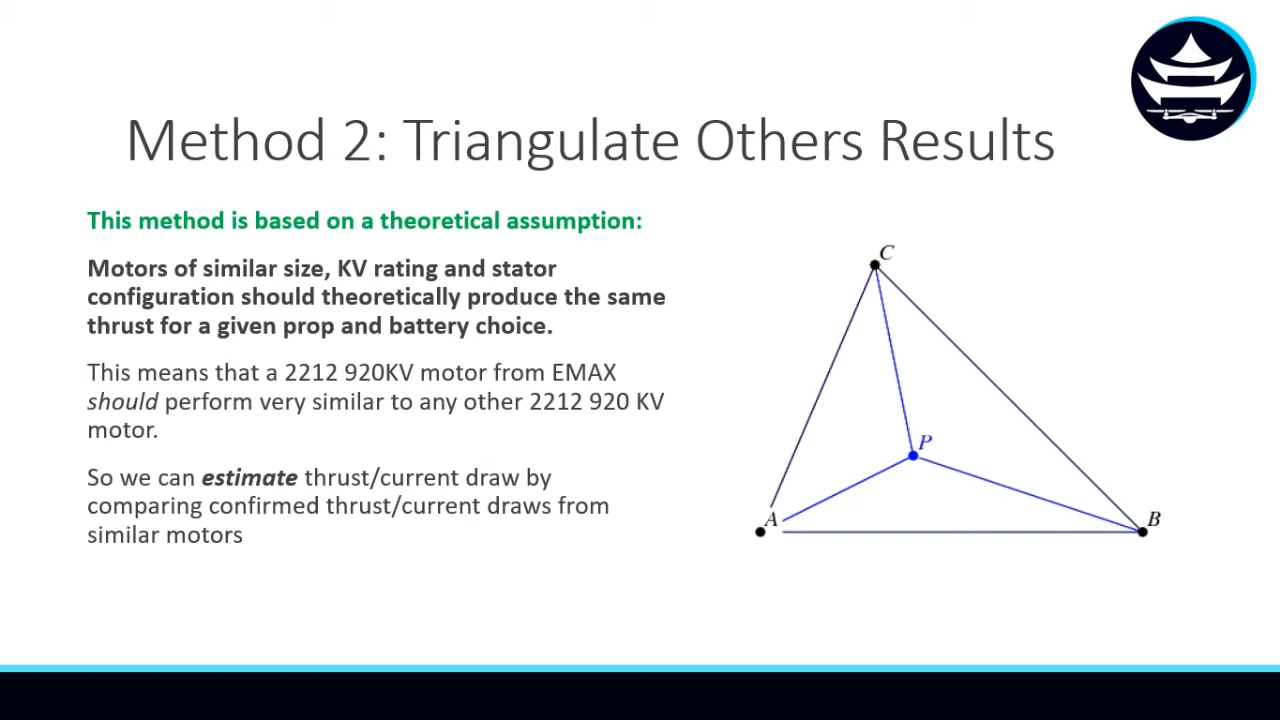 Method 2: Triangulate Others Results
This method is based on a theoretical assumption:
Motors of similar size, KV rating and stator
configuration should theoretically produce the same
thrust for a given prop and battery choice.
This means that a 2212 920KV motor from EMAX
should perform very similar to any other 2212 920 KV
motor.
So we can estimate thrust/current draw by
comparing confirmed thrust/current draws from
similar motors
C
P
A
B